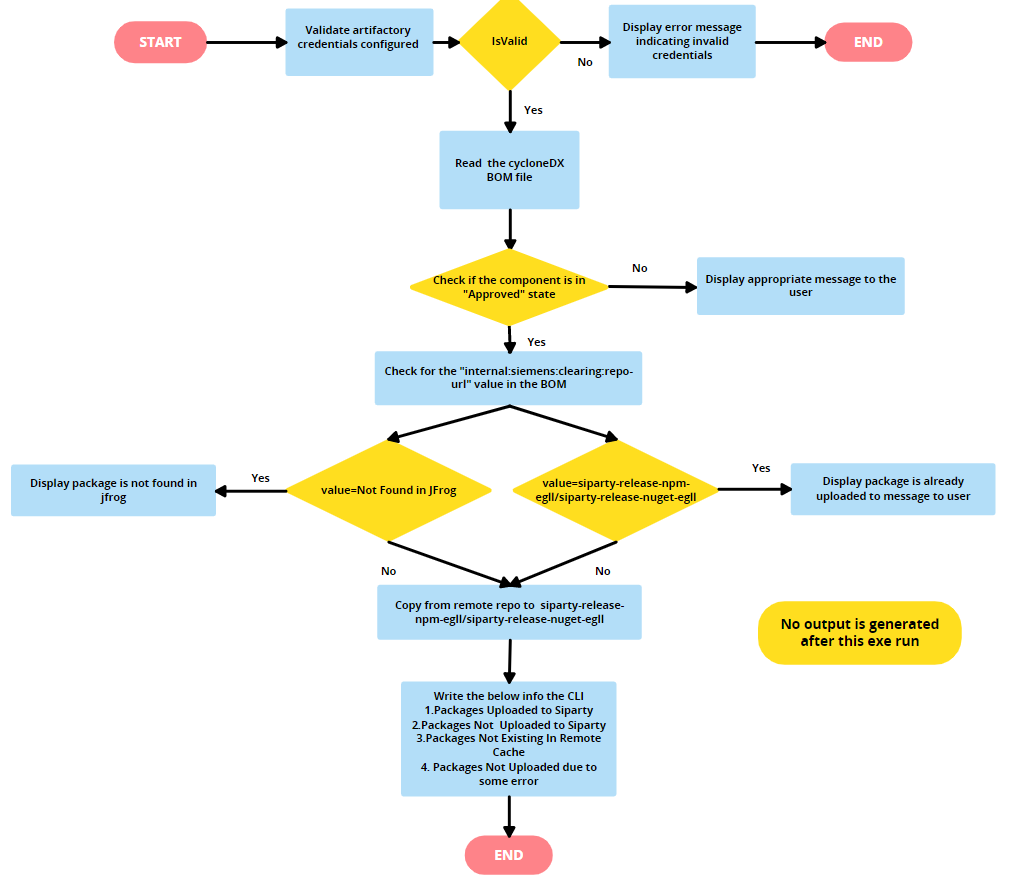 START
Validate artifactory
credentials configured
IsValid
Display error message
indicating invalid
credentials
END
No
Yes
Read  the cycloneDX
BOM file
Check if the component is in
"Approved" state
No
Display appropriate message to the
user
Yes
Check for the "internal:siemens:clearing:repo-
url" value in the BOM
Display package is not found in
jfrog
Yes
value=Not Found in JFrog
value=siparty-release-npm-
egll/siparty-release-nuget-egll
Yes
Display package is already
uploaded to message to user
No
No
Copy from remote repo to  siparty-release-
npm-egll/siparty-release-nuget-egll
No output is generated
after this exe run
Write the below info the CLI
1.Packages Uploaded to Siparty
2.Packages Not  Uploaded to Siparty
3.Packages Not Existing In Remote
Cache
4. Packages Not Uploaded due to
some error
END